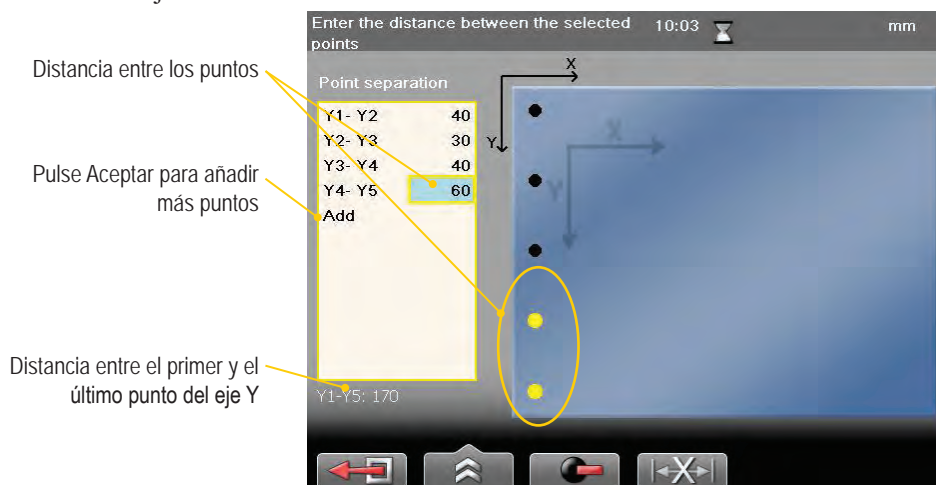 Enter the distance between the selected
points
10:03
mm
Distancia entre los puntos
Point separation
X
Y1- Y2 40
Y2- Y3 30
Y
Y3- Y4 40
Y4- Y5 60
Add
X
Y
Pulse Aceptar para añadir
más puntos
Distancia entre el primer y el
último punto del eje Y
Y1-Y5: 170
X